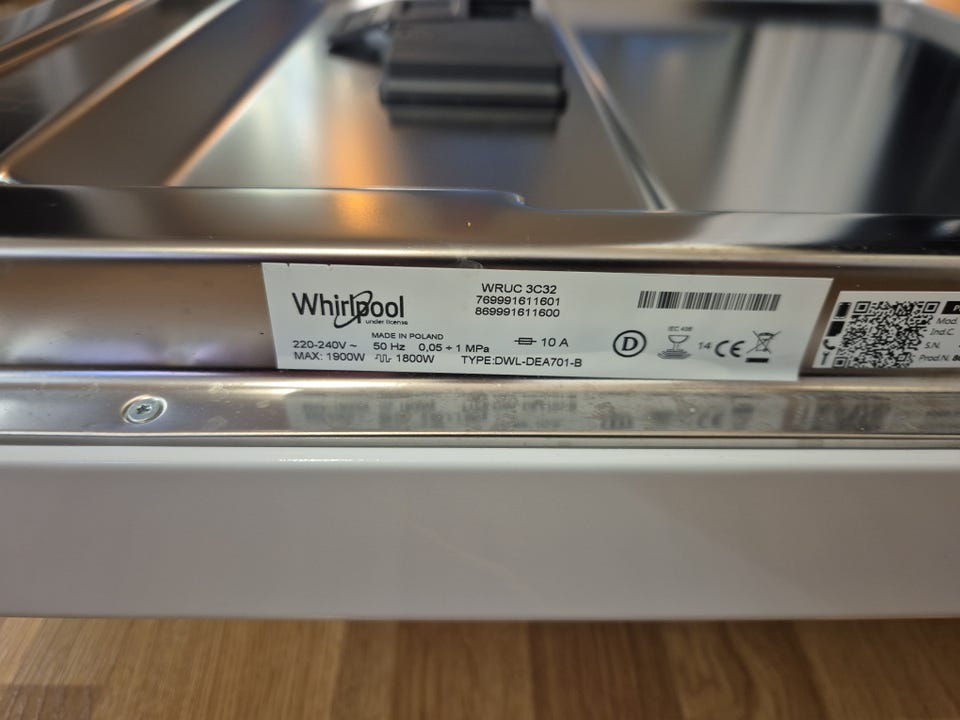 WRUC 3C32
769991611601
869991611600
Whirlpool
under license
MADE IN POLAND
220-240V ~ 50 Hz 0,05 ÷ 1 MPa 10 A
MAX: 1900W 1800W TYPE:DWL-DEA701-B
D
IEC 436
14 CE
Mod.
Ind.C.
S.N.
Prod.N.